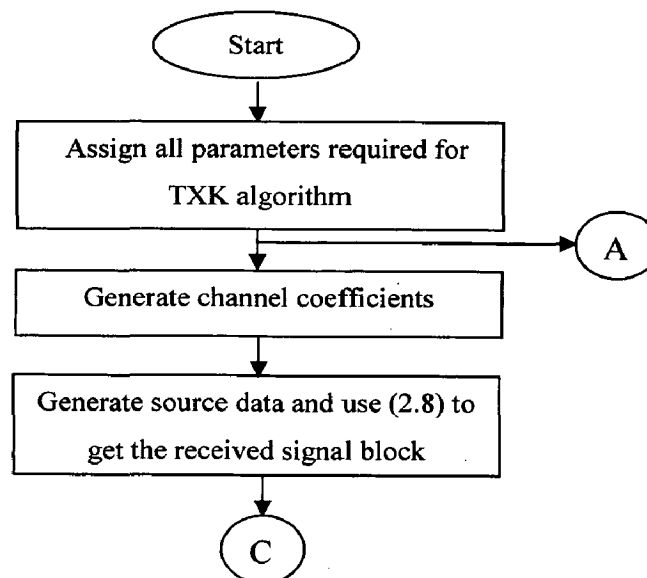 Start
Assign all parameters required for
TXK algorithm
A
Generate channel coefficients
Generate source data and use (2.8) to
get the received signal block
C